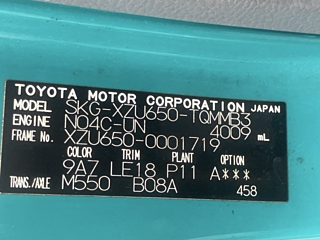 TOYOTA MOTOR CORPORATION JAPAN
MODEL SKG-XZU650-TQMMB3
ENGINE N04C-UN 4009 mL
FRAME No. XZU650-0001719
COLOR TRIM PLANT OPTION
9A7 LE18 P11 A***
TRANS./AXLE M550 B08A 458